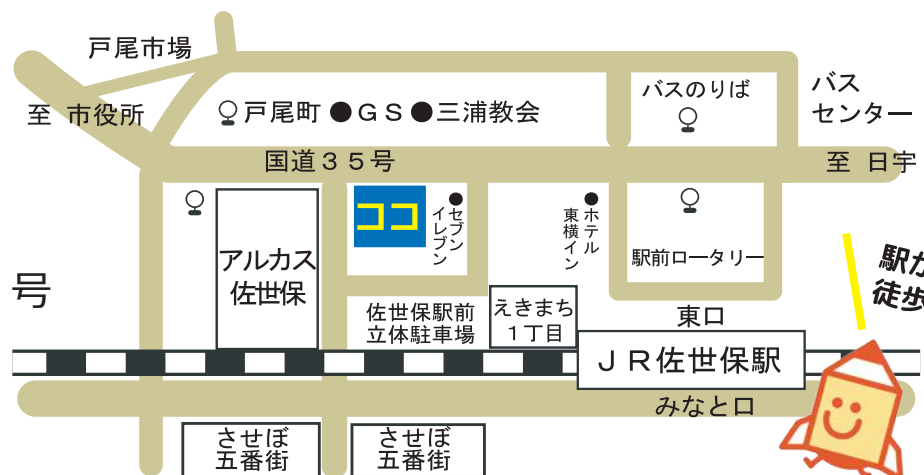 戸尾市場
バス
センター
バスのりば
至 市役所
戸尾町 ●GS ●三浦教会
国道35号
至 日宇
ココ
●セブン
イレブン
●ホテル
東横イン
アルカス
佐世保
駅前ロータリー
号
駅か
徒歩
佐世保駅前
立体駐車場
えきまち
1丁目
東口
JR佐世保駅
みなと口
させぼ
五番街
させぼ
五番街